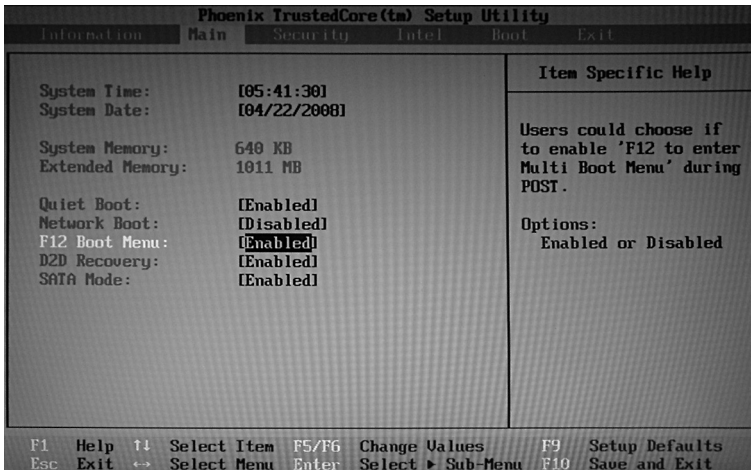 Phoenix TrustedCore(tm) Setup Utility
Information Main Security Intel Boot Exit
Item Specific Help
System Time: [05:41:30]
System Date: [04/22/2008]
System Memory: 640 KB
Extended Memory: 1011 MB
Quiet Boot: [Enabled]
Network Boot: [Disabled]
F12 Boot Menu: [Enabled]
D2D Recovery: [Enabled]
SATA Mode: [Enabled]
Users could choose if
to enable 'F12 to enter
Multi Boot Menu' during
POST.
Options:
Enabled or Disabled
F1 Help ↑↓ Select Item F5/F6 Change Values F9 Setup Defaults
Esc Exit ↔ Select Menu Enter Select ▶ Sub-Menu F10 Save and Exit